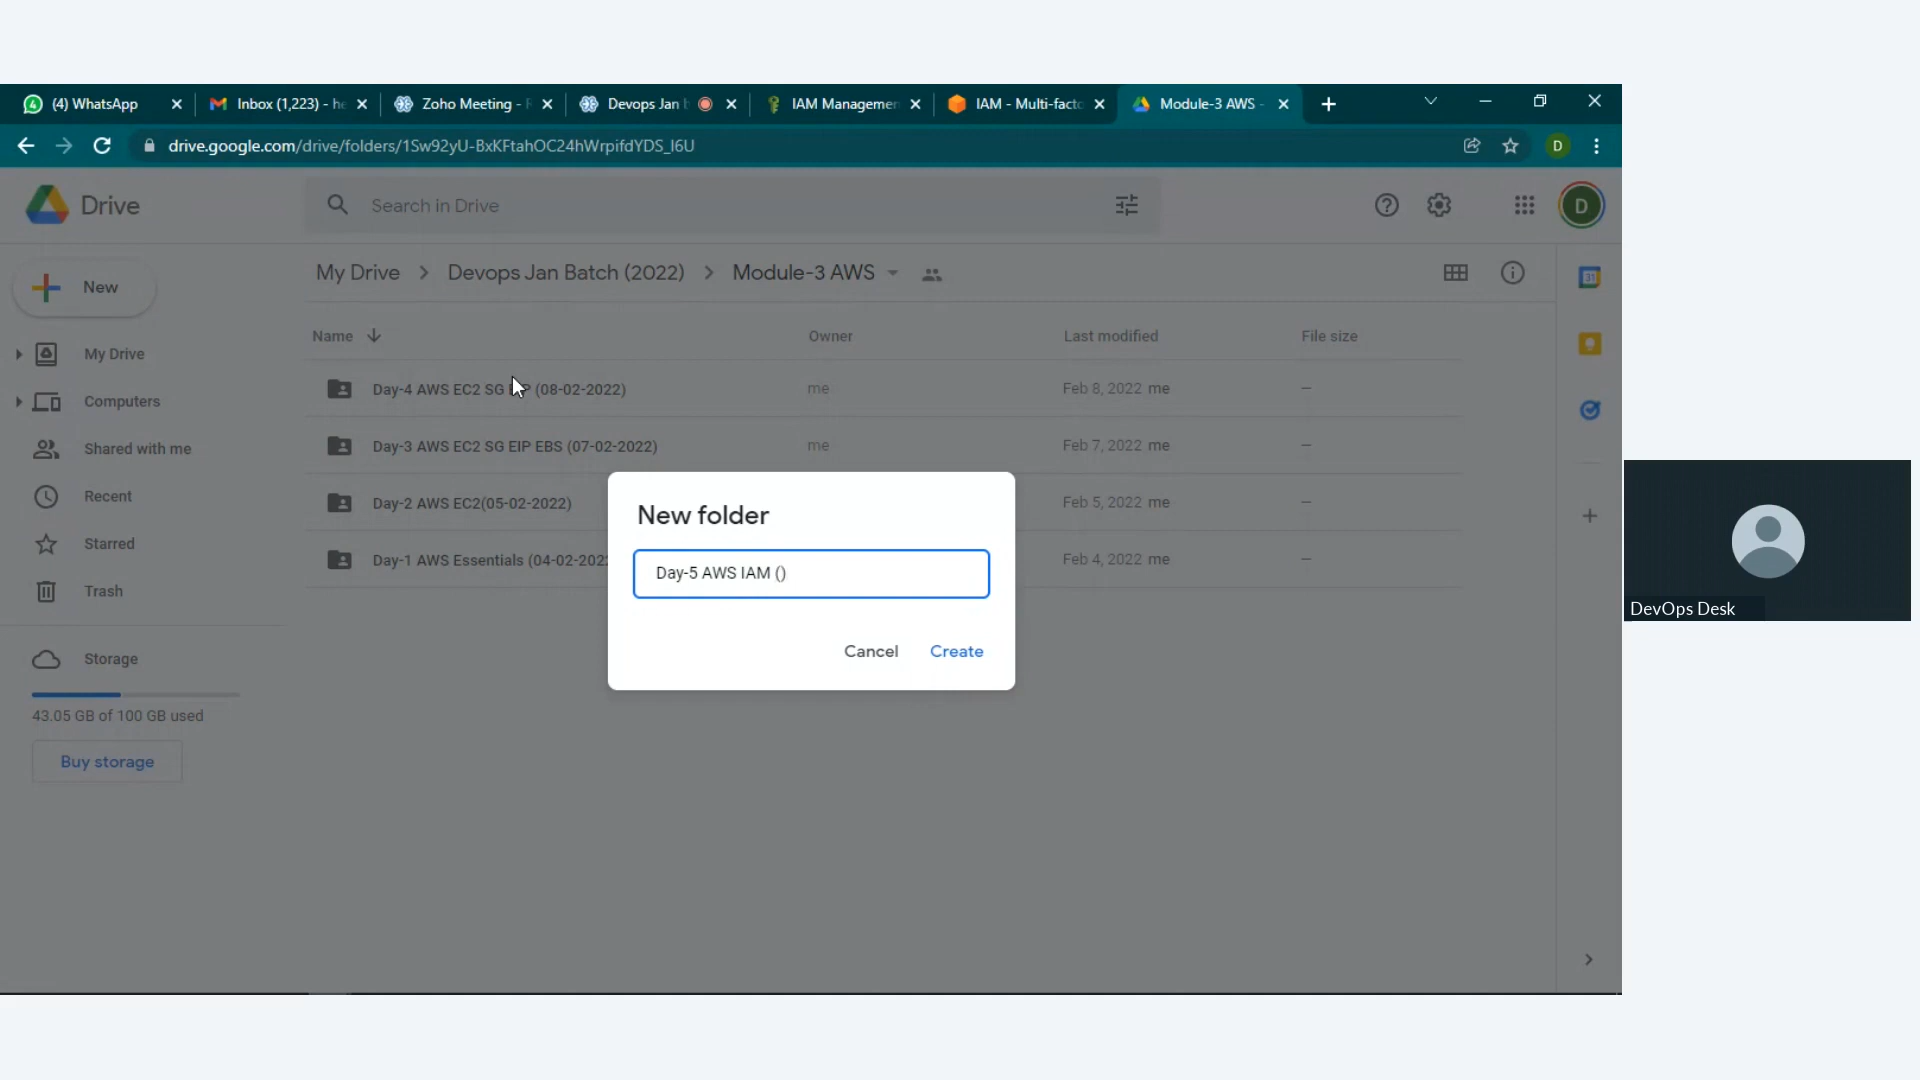 (4) WhatsApp
Inbox (1,223) - he
Zoho Meeting - F
Devops Jan b
IAM Managemen
IAM - Multi-facto
Module-3 AWS -
drive.google.com/drive/folders/1Sw92yU-BxKFtahOC24hWrpifdYDS_I6U
D
Drive
Search in Drive
D
New
My Drive
Devops Jan Batch (2022)
Module-3 AWS
31
Name
Owner
Last modified
File size
My Drive
Day-4 AWS EC2 SG EIP (08-02-2022)
me
Feb 8, 2022 me
–
Computers
Day-3 AWS EC2 SG EIP EBS (07-02-2022)
me
Feb 7, 2022 me
–
Shared with me
Day-2 AWS EC2(05-02-2022)
Feb 5, 2022 me
–
Recent
Day-1 AWS Essentials (04-02-202
Feb 4, 2022 me
–
Starred
Trash
New folder
Day-5 AWS IAM ()
Cancel
Create
Storage
43.05 GB of 100 GB used
Buy storage
DevOps Desk